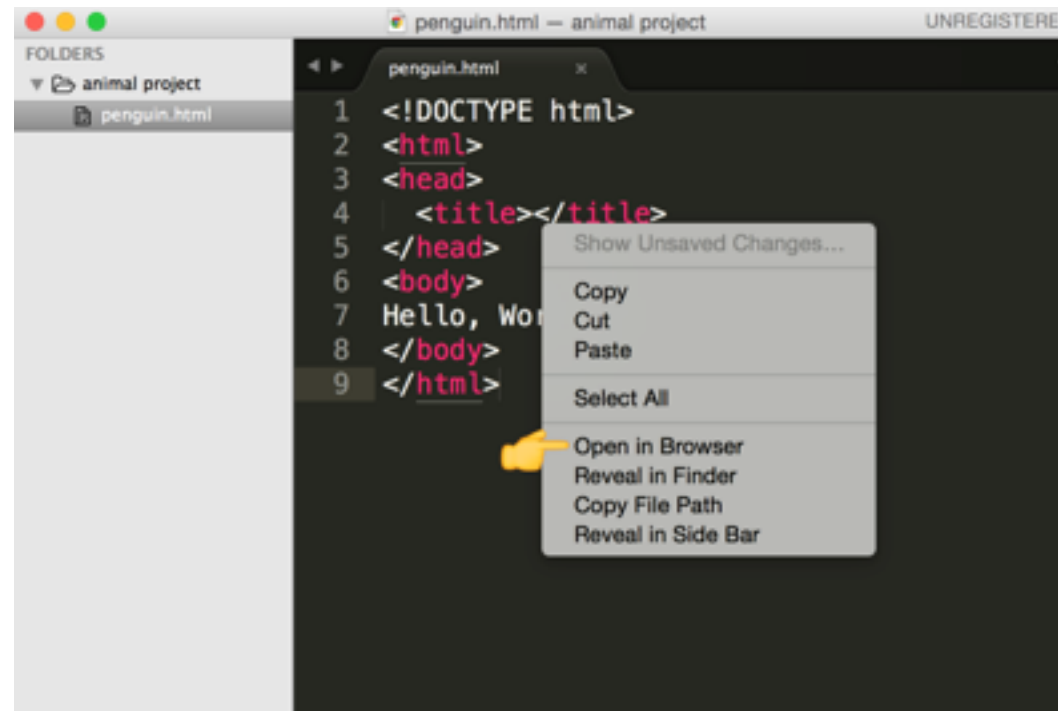 penguin.html — animal project
UNREGISTERE
FOLDERS
animal project
penguin.html
penguin.html ×
1 <!DOCTYPE html>
2 <html>
3 <head>
4 <title></title>
5 </head>
6 <body>
7 Hello, Wor
8 </body>
9 </html>
Show Unsaved Changes...
Copy
Cut
Paste
Select All
Open in Browser
Reveal in Finder
Copy File Path
Reveal in Side Bar